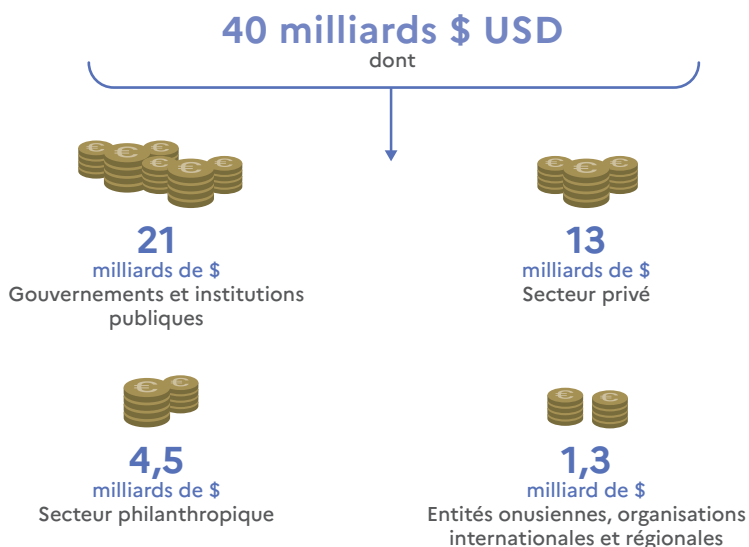 40 milliards $ USD
dont
21
milliards de $
Gouvernements et institutions
publiques
13
milliards de $
Secteur privé
4,5
milliards de $
Secteur philanthropique
1,3
milliard de $
Entités onusiennes, organisations
internationales et régionales